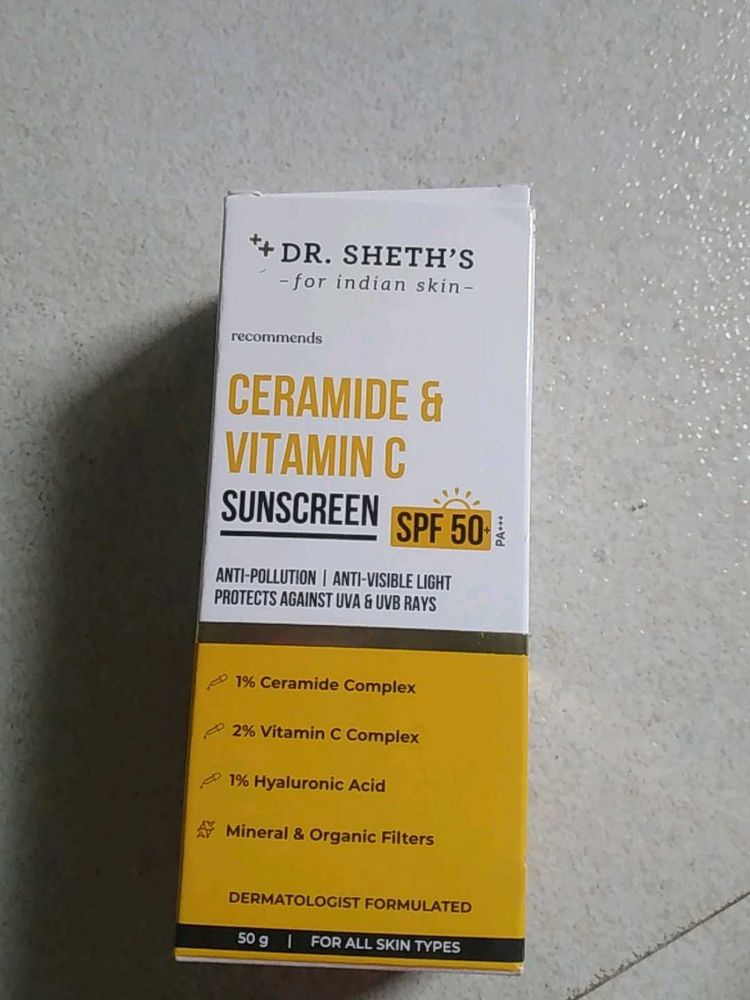 DR. SHETH'S
-for indian skin-
recommends
CERAMIDE &
VITAMIN C
SUNSCREEN SPF 50+ PA+++
ANTI-POLLUTION | ANTI-VISIBLE LIGHT
PROTECTS AGAINST UVA & UVB RAYS
1% Ceramide Complex
2% Vitamin C Complex
1% Hyaluronic Acid
Mineral & Organic Filters
DERMATOLOGIST FORMULATED
50 g | FOR ALL SKIN TYPES